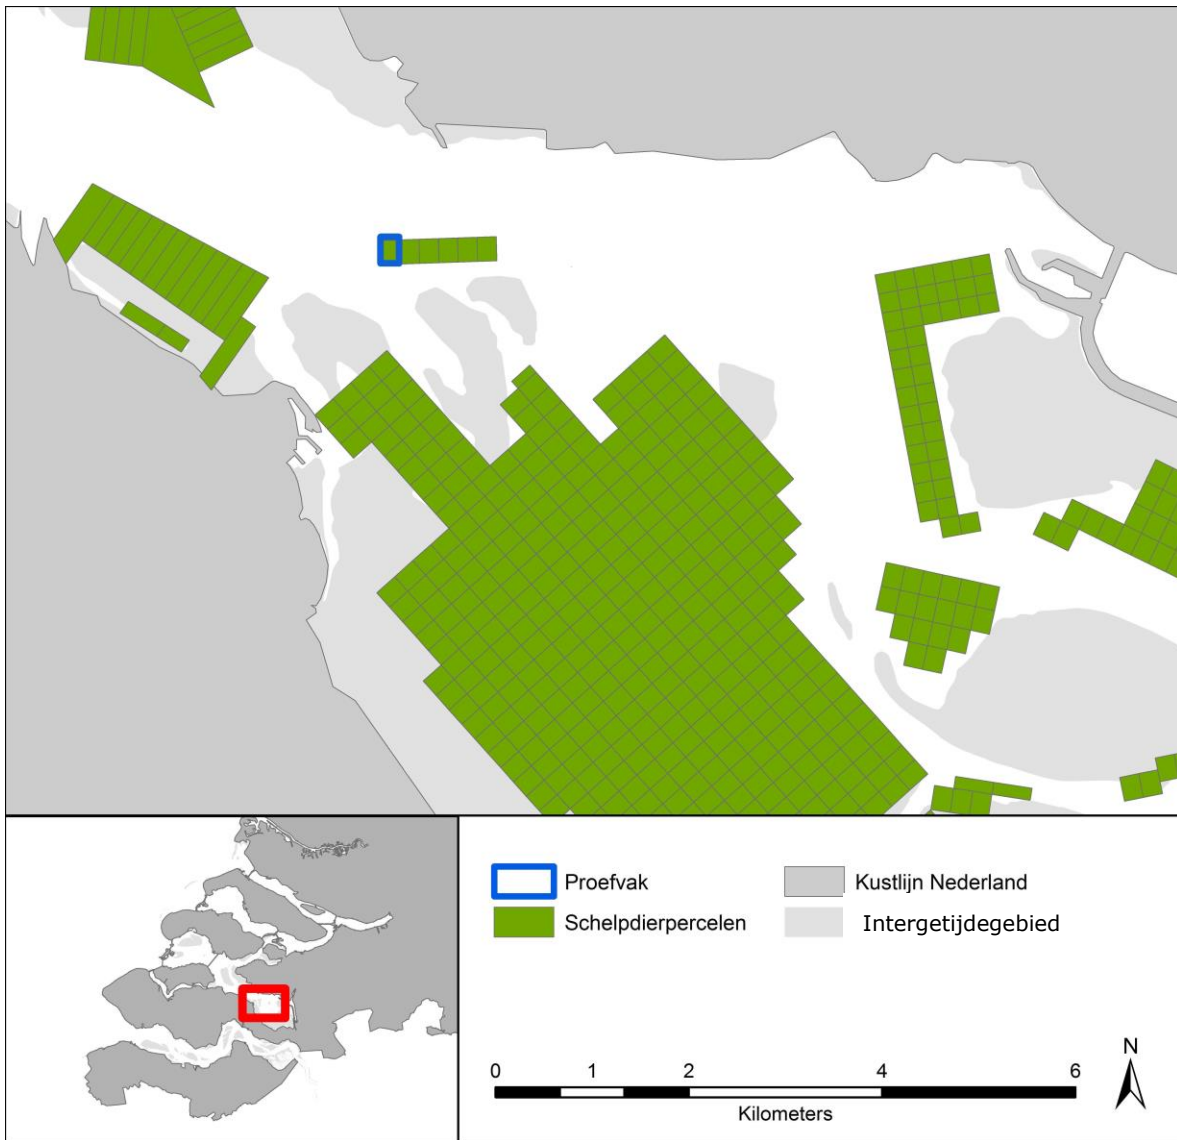 Proefvak
Kustlijn Nederland
Schelpdierpercelen
Intergetijdegebied
0 1 2 4 6
Kilometers
N